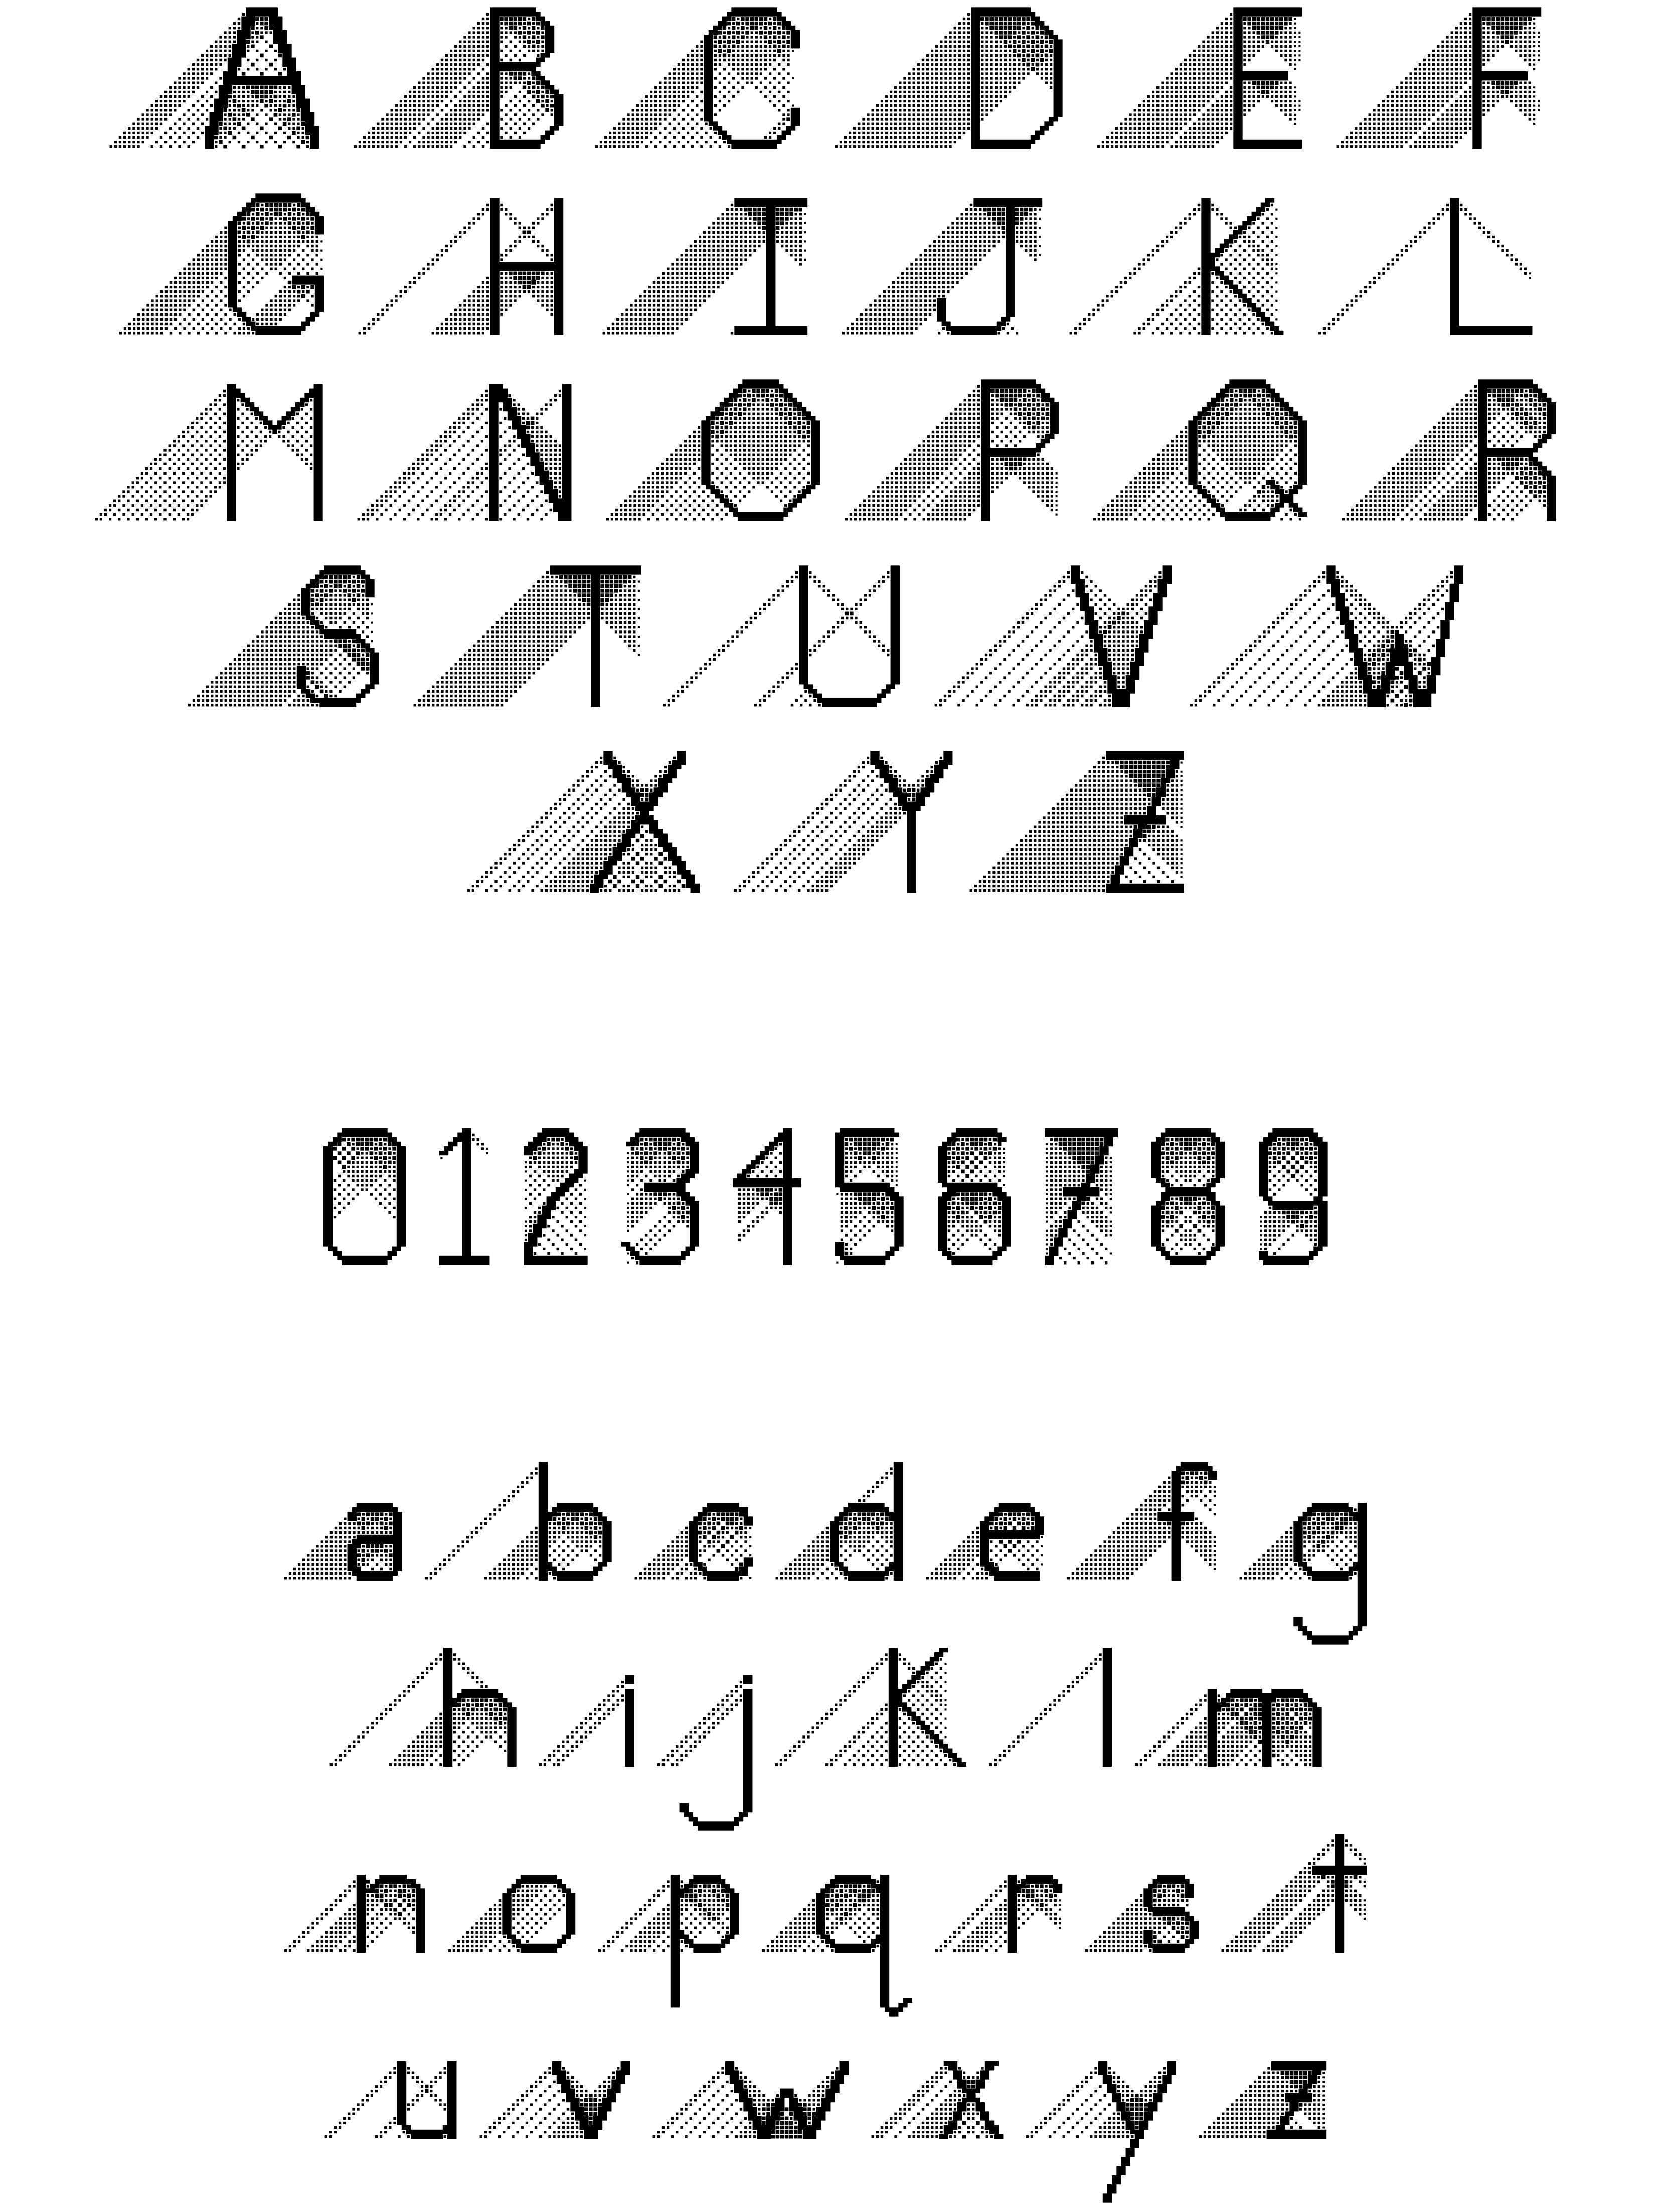 A B C D E F
G H I J K L
M N O P Q R
S T U V W
X Y Z
0 1 2 3 4 5 6 7 8 9
a b c d e f g
h i j k l m
n o p q r s t
u v w x y z